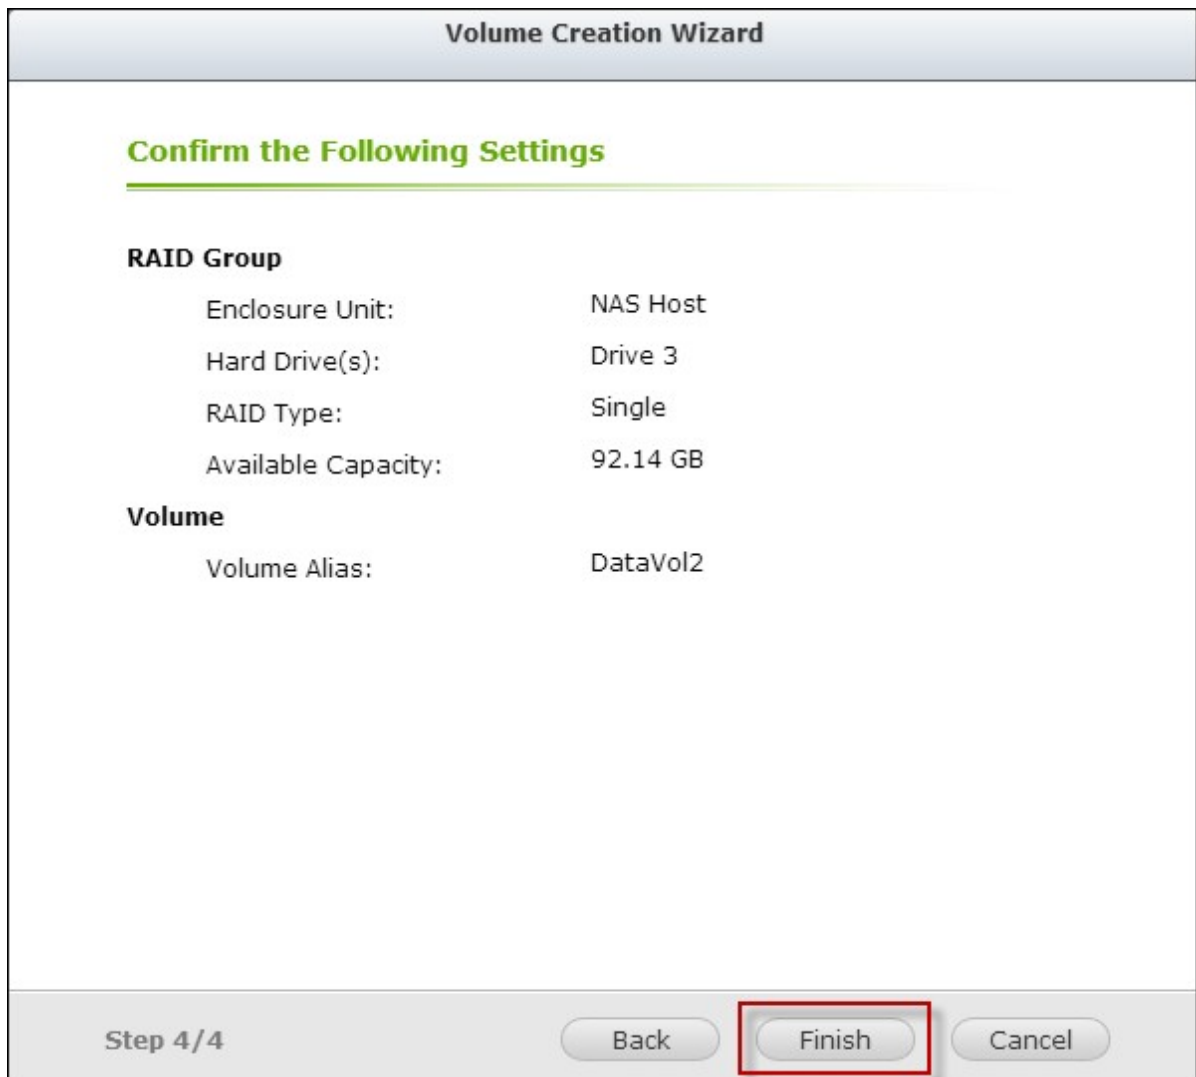 Volume Creation Wizard
Confirm the Following Settings
RAID Group
Enclosure Unit: NAS Host
Hard Drive(s): Drive 3
RAID Type: Single
Available Capacity: 92.14 GB
Volume
Volume Alias: DataVol2
Step 4/4 Back Finish Cancel